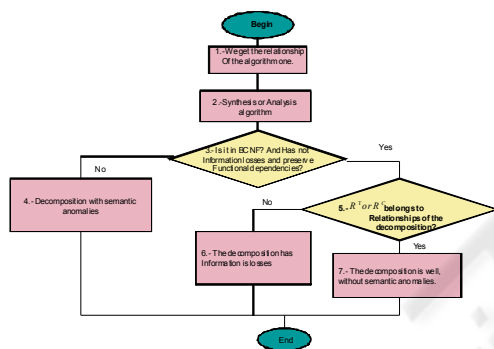 Begin
1.-We get the relationship
Of the algorithm one.
2.-Synthesis or Analysis
algorithm
3.-Is it in BCNF? And Has not
Information losses and preserve
Functional dependencies?
No
Yes
4.- Decomposition with semantic
anomalies
5.- R^T or R^C belongs to
Relationships of the
decomposition?
No
Yes
6.- The decomposition has
Information is losses
7.- The decomposition is well,
without semantic anomalies.
End